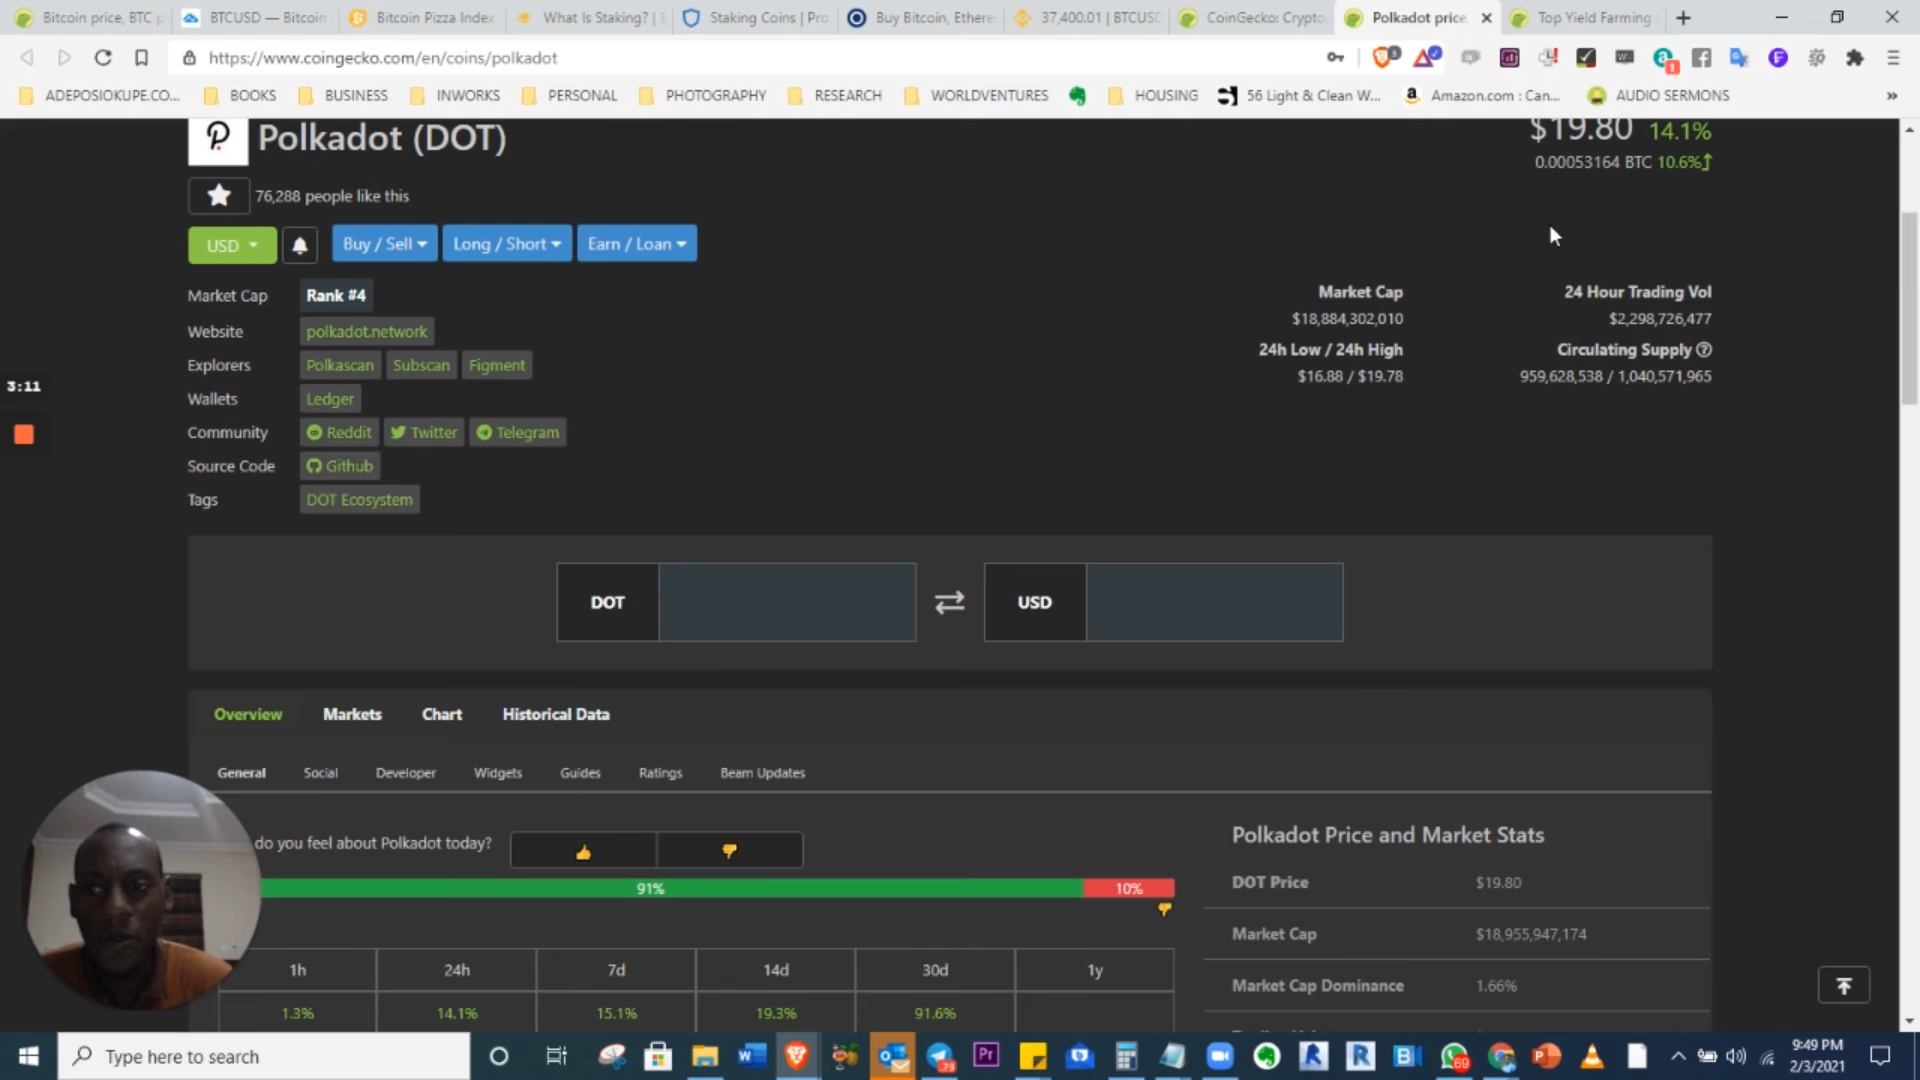 Bitcoin price, BTC p
BTCUSD — Bitcoin
Bitcoin Pizza Index
What Is Staking? | B
Staking Coins | Pro
Buy Bitcoin, Ethere
37,400.01 | BTCUSD
CoinGecko: Crypto
Polkadot price,
Top Yield Farming
https://www.coingecko.com/en/coins/polkadot
ADEPOSIOKUPE.CO...
BOOKS
BUSINESS
INWORKS
PERSONAL
PHOTOGRAPHY
RESEARCH
WORLDVENTURES
HOUSING
56 Light & Clean W...
Amazon.com : Can...
AUDIO SERMONS
»
Polkadot (DOT)
$19.80 14.1%
0.00053164 BTC 10.6%
76,288 people like this
USD
Buy / Sell
Long / Short
Earn / Loan
Market Cap Rank #4
Website polkadot.network
Explorers Polkascan Subscan Figment
Wallets Ledger
Community Reddit Twitter Telegram
Source Code Github
Tags DOT Ecosystem
Market Cap
$18,884,302,010
24 Hour Trading Vol
$2,298,726,477
24h Low / 24h High
$16.88 / $19.78
Circulating Supply
959,628,538 / 1,040,571,965
3:11
DOT
USD
Overview Markets Chart Historical Data
General Social Developer Widgets Guides Ratings Beam Updates
do you feel about Polkadot today?
91% 10%
1h 24h 7d 14d 30d 1y
1.3% 14.1% 15.1% 19.3% 91.6%
Polkadot Price and Market Stats
DOT Price $19.80
Market Cap $18,955,947,174
Market Cap Dominance 1.66%
Type here to search
9:49 PM
2/3/2021